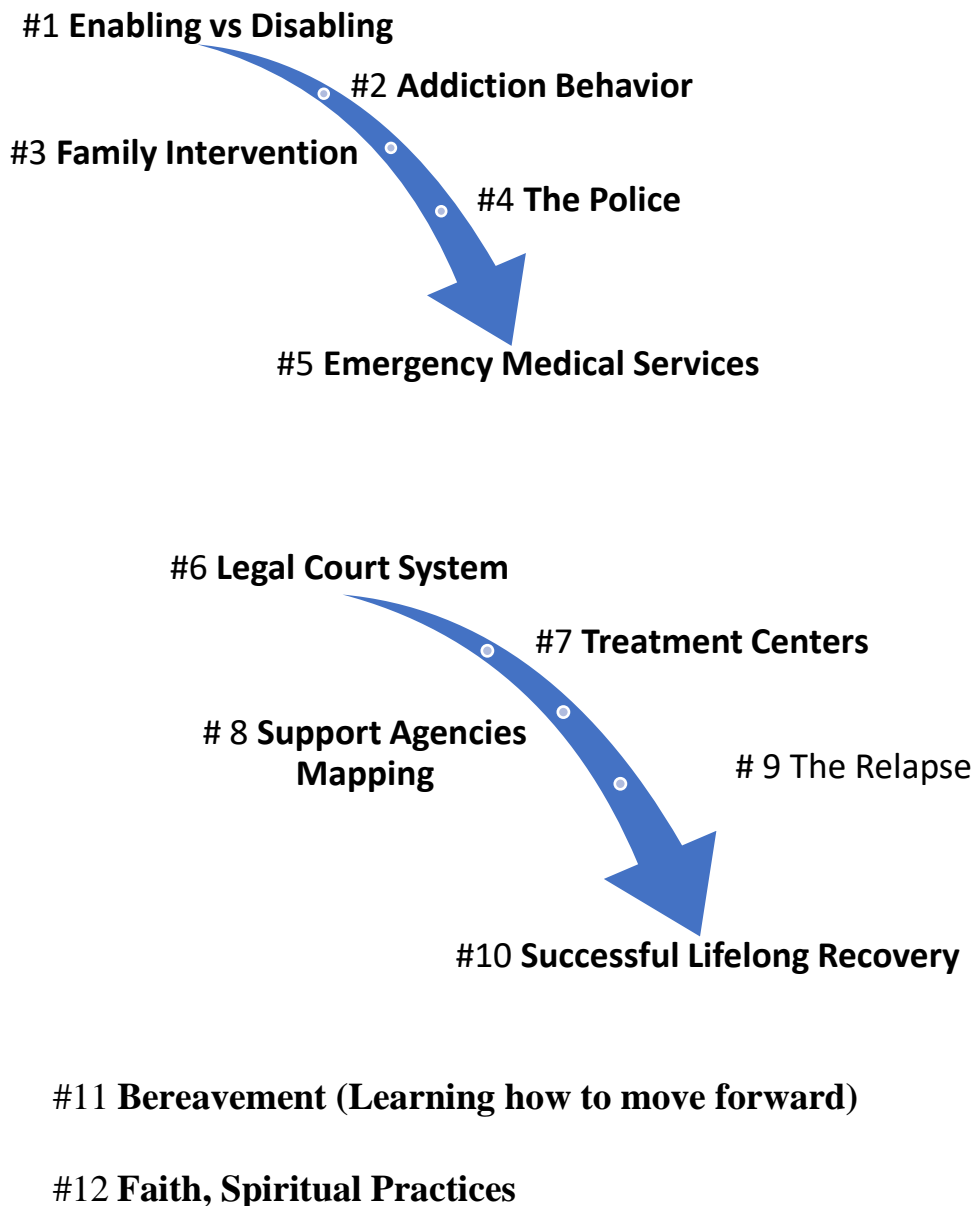 #1 Enabling vs Disabling
#2 Addiction Behavior
#3 Family Intervention
#4 The Police
#5 Emergency Medical Services
#6 Legal Court System
#7 Treatment Centers
# 8 Support Agencies
Mapping
# 9 The Relapse
#10 Successful Lifelong Recovery
#11 Bereavement (Learning how to move forward)
#12 Faith, Spiritual Practices